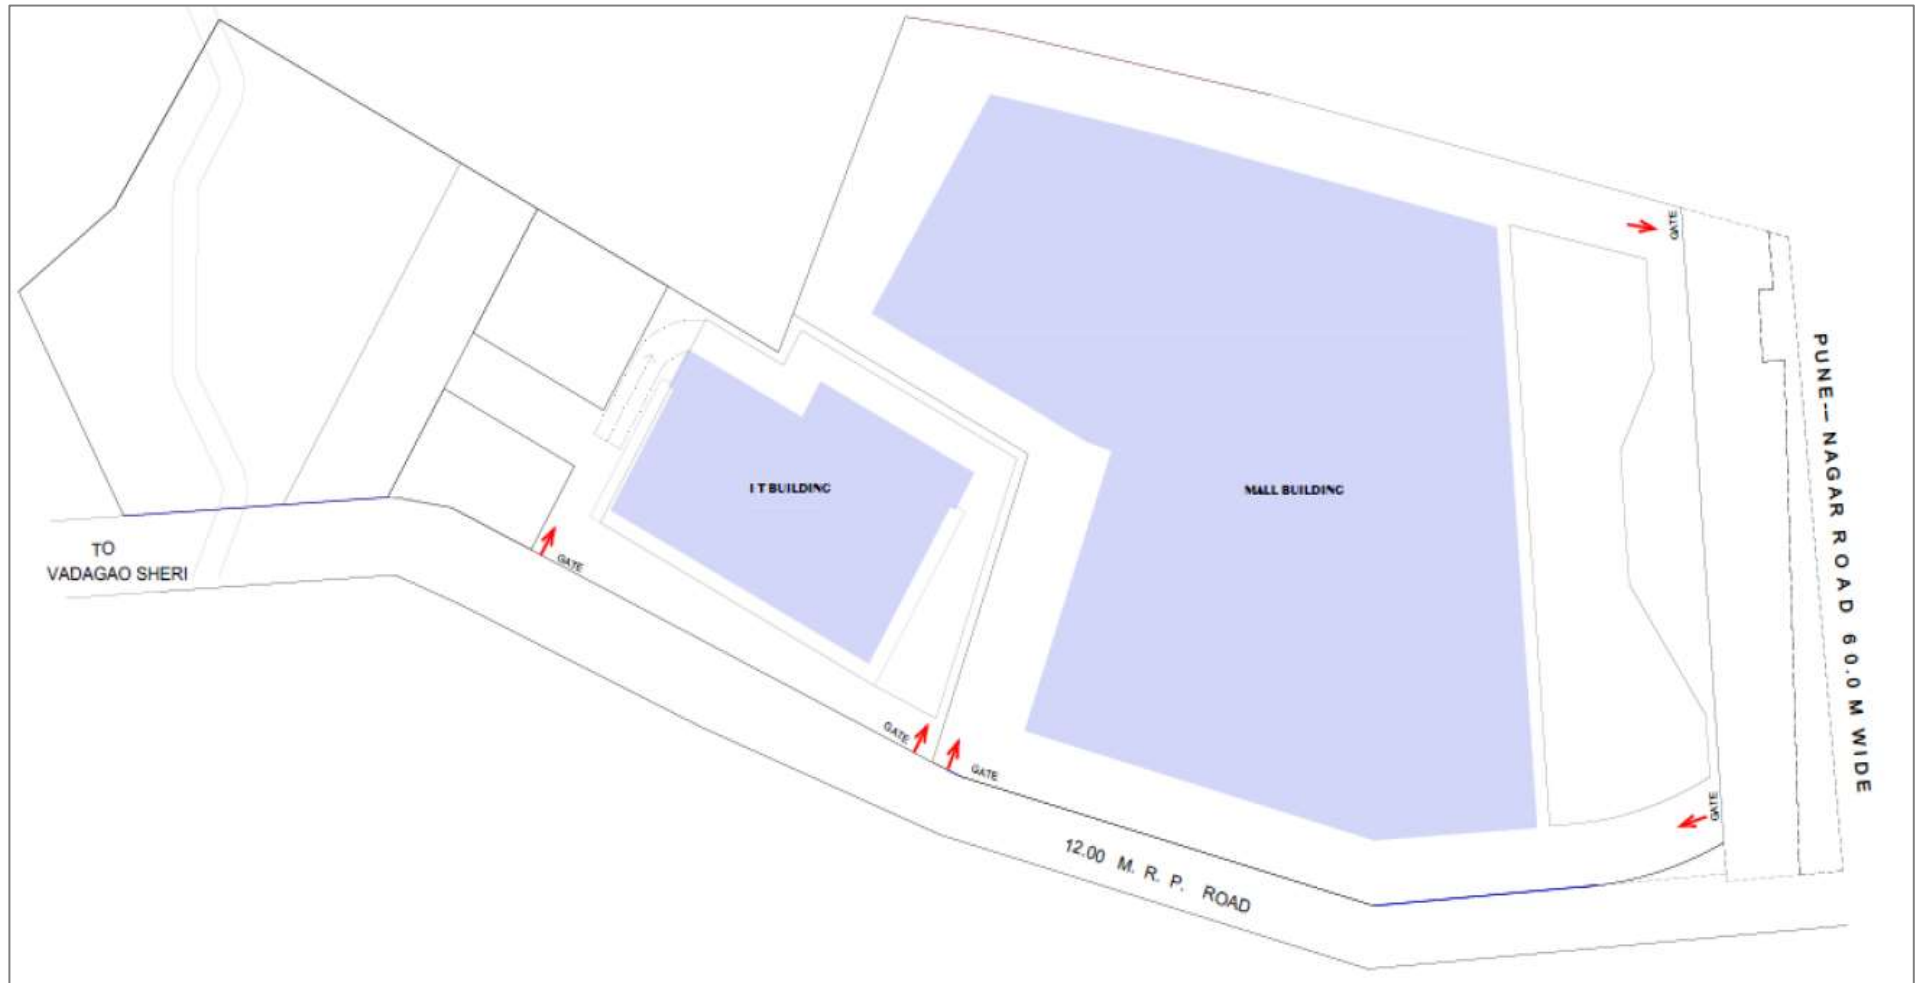 GATE
PUNE-- NAGAR ROAD 60.0 M WIDE
I T BUILDING
MALL BUILDING
TO
VADAGAO SHERI
GATE
GATE
GATE
GATE
12.00 M. R. P. ROAD